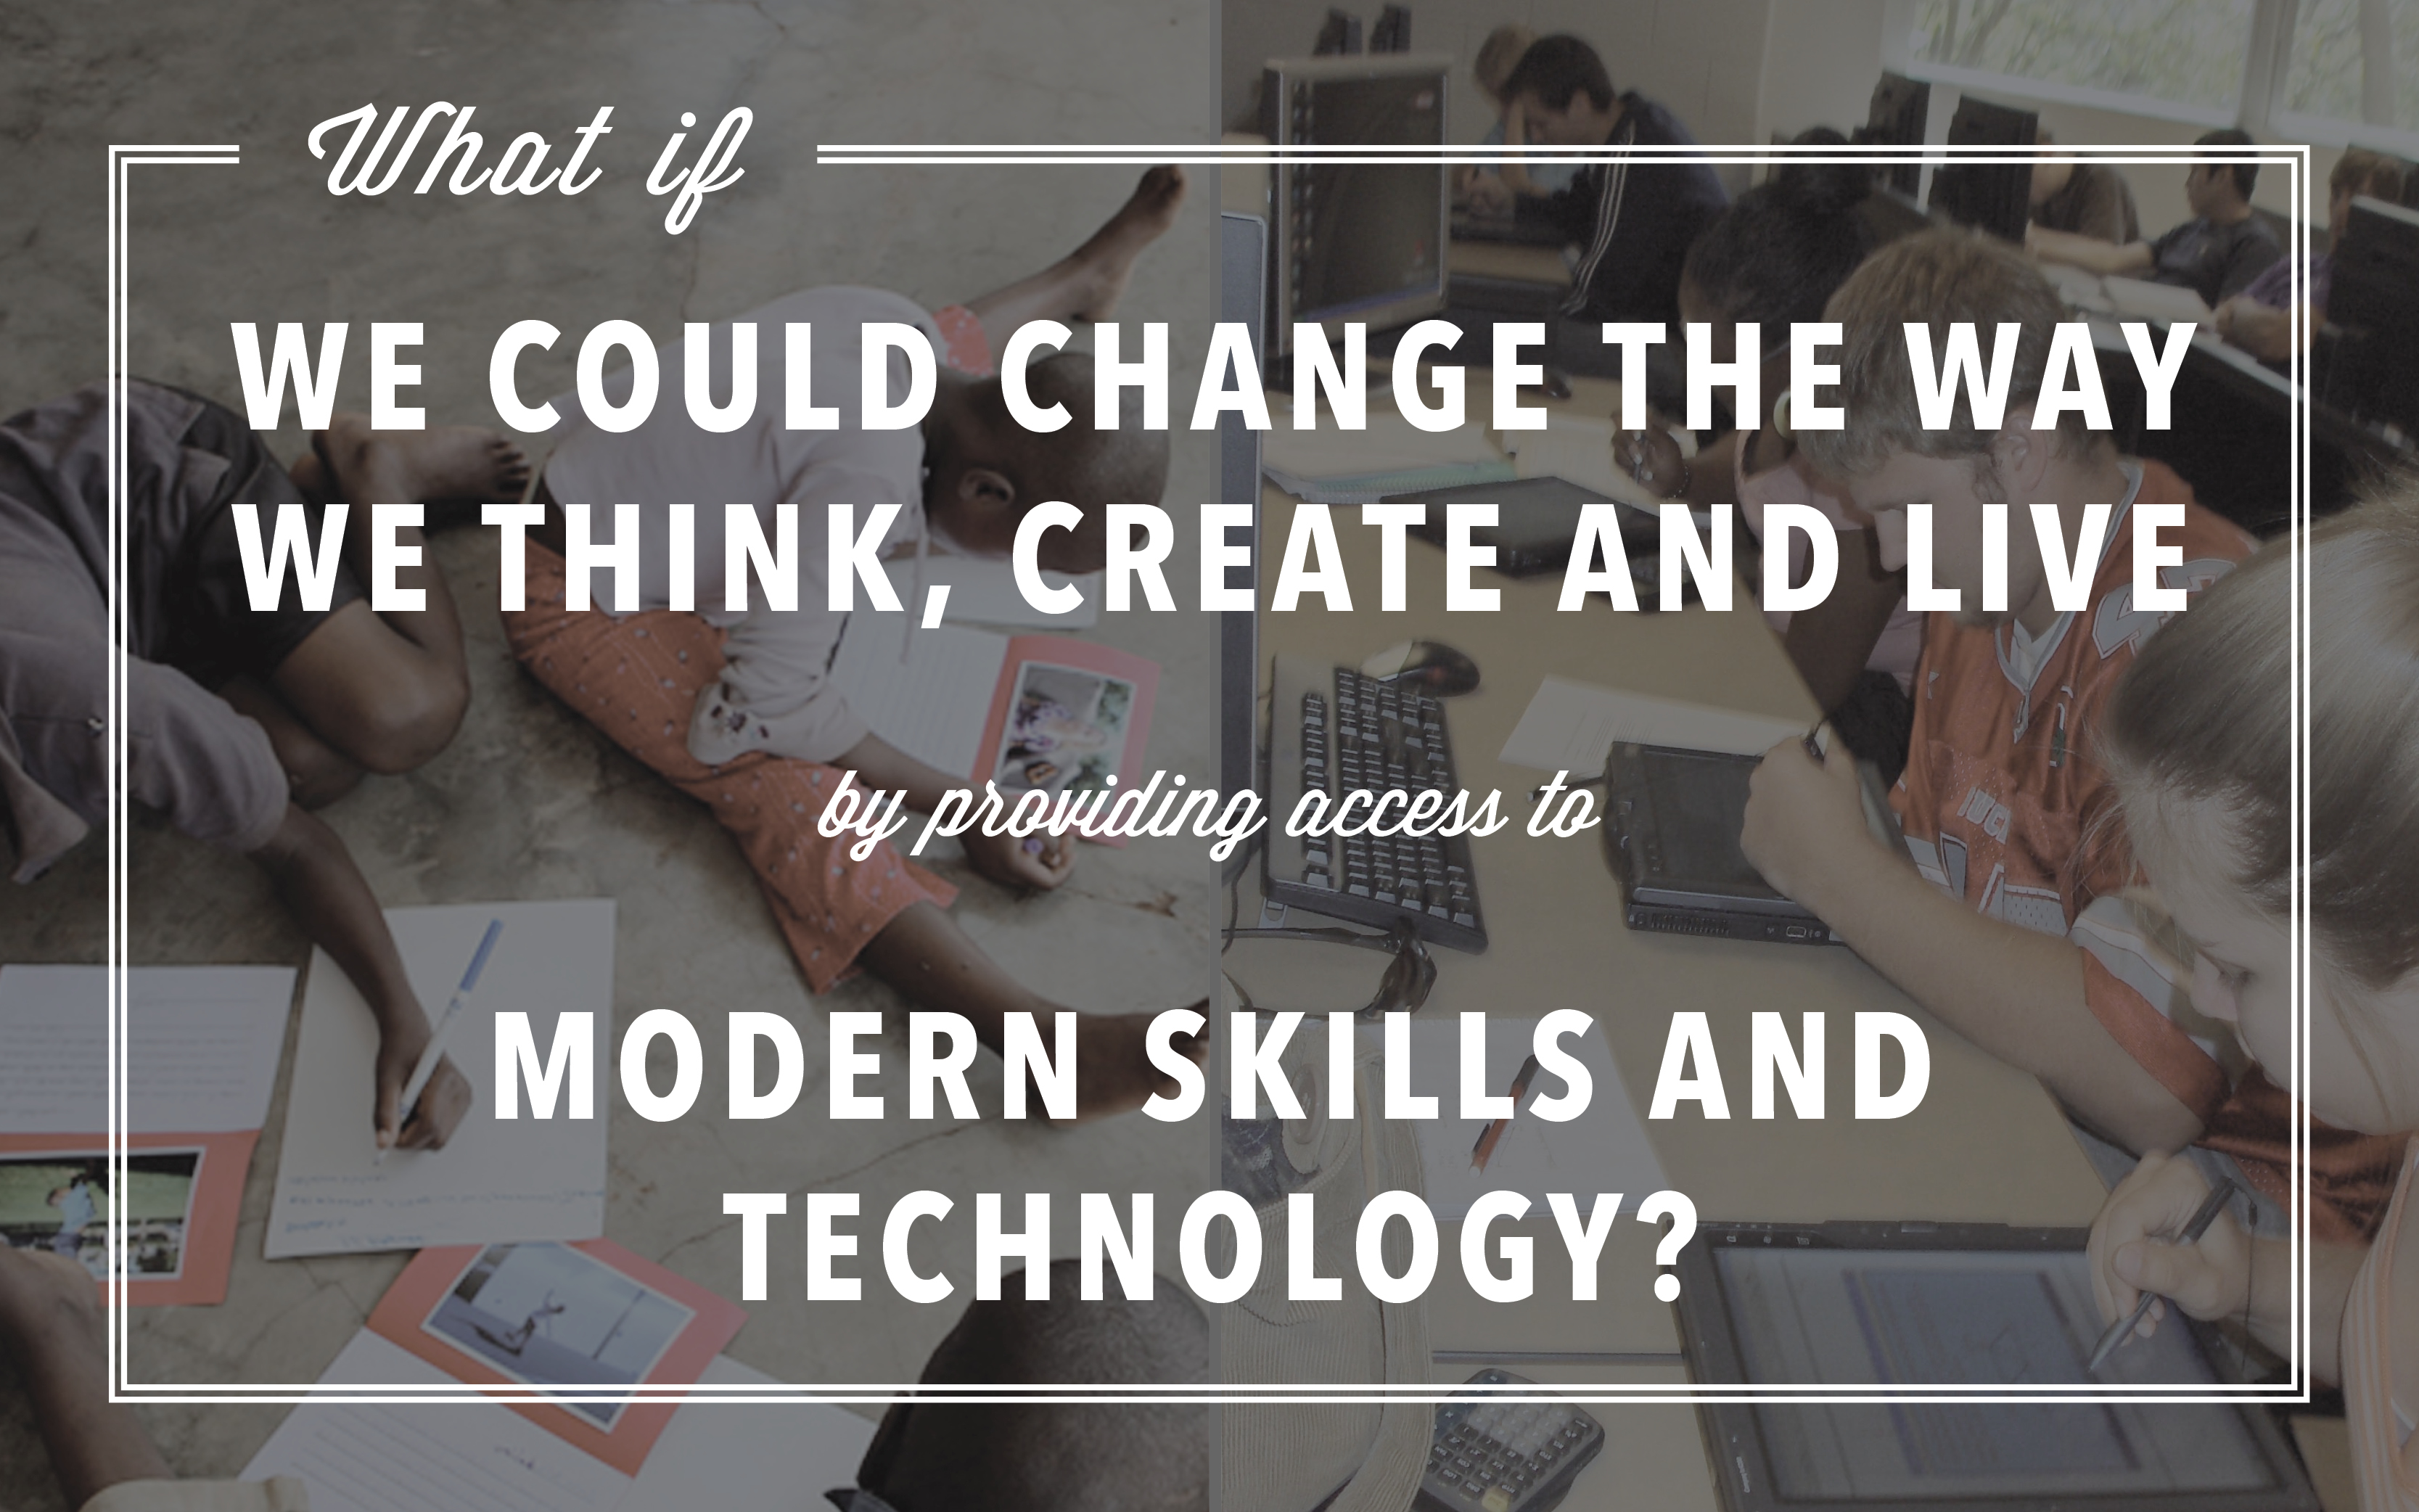 What if
WE COULD CHANGE THE WAY
WE THINK, CREATE AND LIVE
by providing access to
MODERN SKILLS AND
TECHNOLOGY?